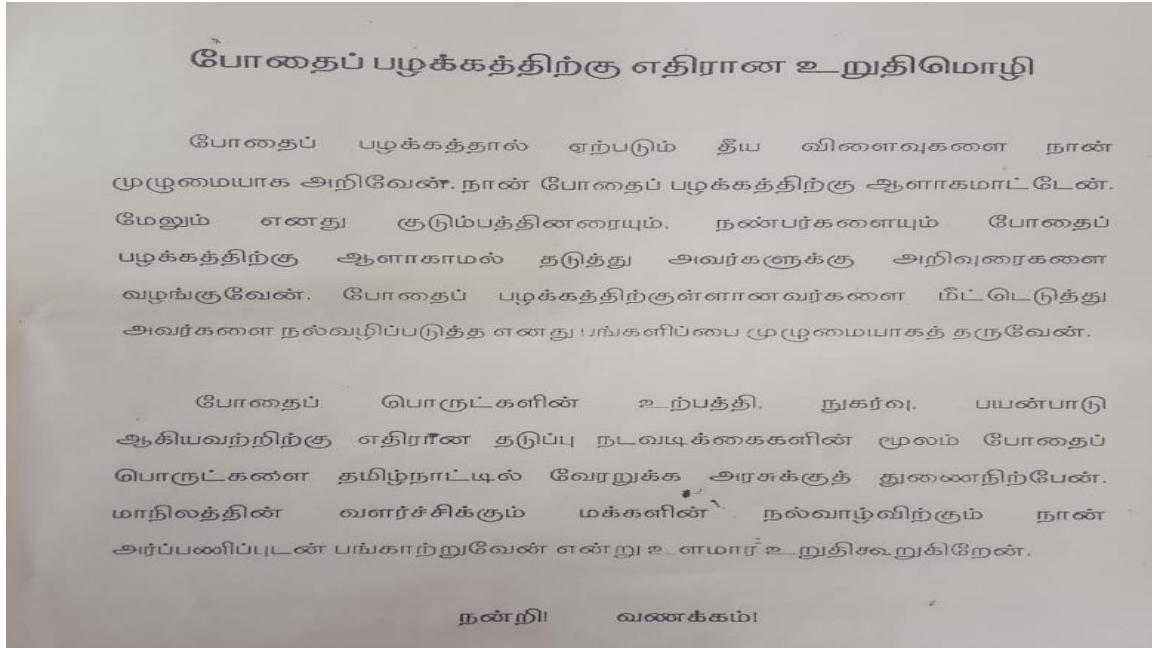 போதைப் பழக்கத்திற்கு எதிரான உறுதிமொழி
போதைப் பழக்கத்தால் ஏற்படும் தீய விளைவுகளை நான்
முழுமையாக அறிவேன். நான் போதைப் பழக்கத்திற்கு ஆளாகமாட்டேன்.
மேலும் எனது குடும்பத்தினரையும், நண்பர்களையும் போதைப்
பழக்கத்திற்கு ஆளாகாமல் தடுத்து அவர்களுக்கு அறிவுரைகளை
வழங்குவேன். போதைப் பழக்கத்திற்குள்ளானவர்களை மீட்டெடுத்து
அவர்களை நல்வழிப்படுத்த எனது பங்களிப்பை முழுமையாகத் தருவேன்.
போதைப் பொருட்களின் உற்பத்தி, நுகர்வு, பயன்பாடு
ஆகியவற்றிற்கு எதிரான தடுப்பு நடவடிக்கைகளின் மூலம் போதைப்
பொருட்களை தமிழ்நாட்டில் வேரறுக்க அரசுக்குத் துணைநிற்பேன்.
மாநிலத்தின் வளர்ச்சிக்கும் மக்களின் நல்வாழ்விற்கும் நான்
அர்ப்பணிப்புடன் பங்காற்றுவேன் என்று உளமார உறுதிகூறுகிறேன்.
நன்றி! வணக்கம்!